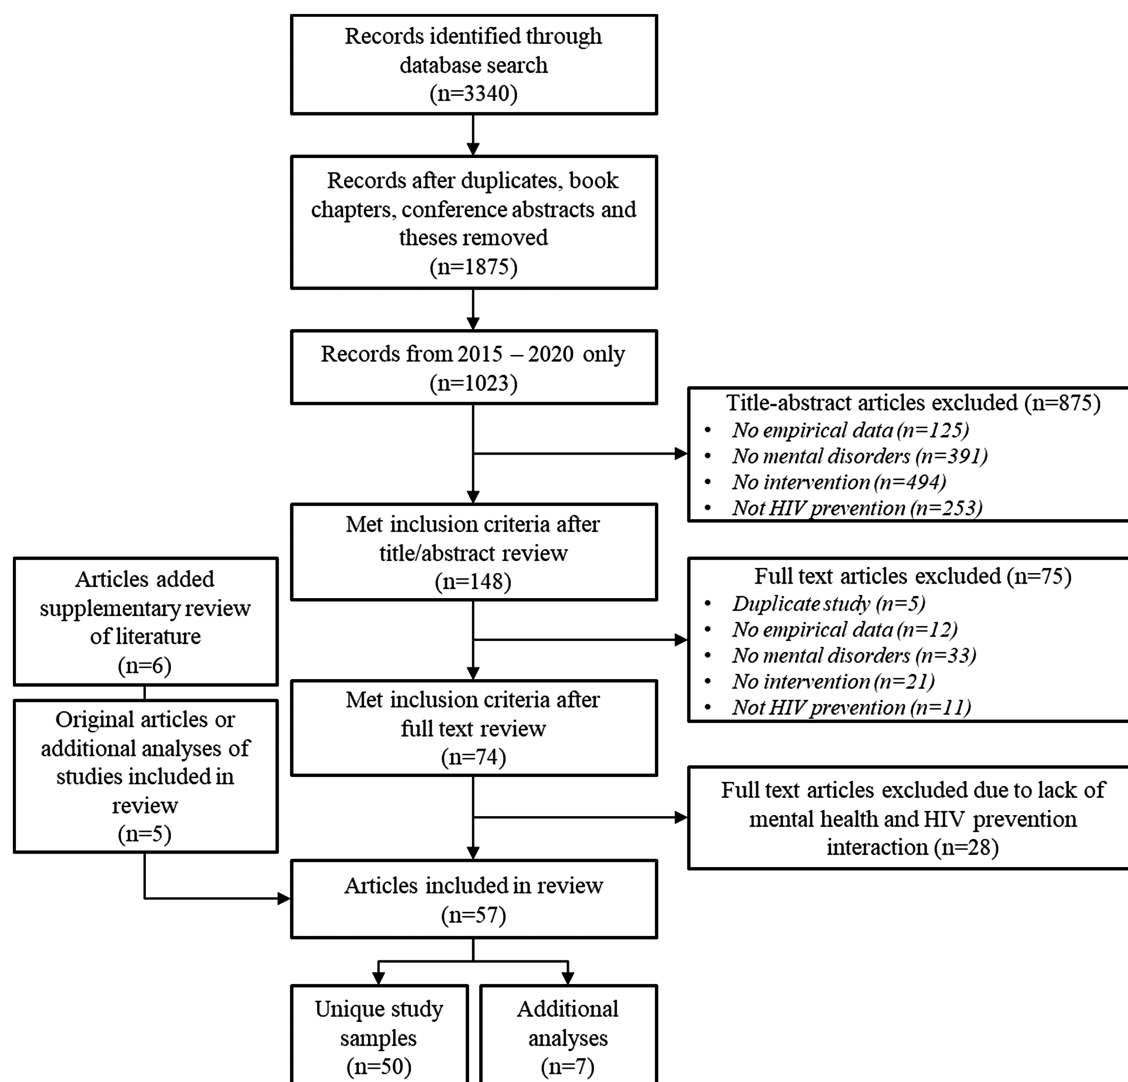 Records identified through
database search
(n=3340)
Records after duplicates, book
chapters, conference abstracts and
theses removed
(n=1875)
Records from 2015 – 2020 only
(n=1023)
Title-abstract articles excluded (n=875)
• No empirical data (n=125)
• No mental disorders (n=391)
• No intervention (n=494)
• Not HIV prevention (n=253)
Met inclusion criteria after
title/abstract review
(n=148)
Full text articles excluded (n=75)
• Duplicate study (n=5)
• No empirical data (n=12)
• No mental disorders (n=33)
• No intervention (n=21)
• Not HIV prevention (n=11)
Articles added
supplementary review
of literature
(n=6)
Met inclusion criteria after
full text review
(n=74)
Original articles or
additional analyses of
studies included in
review
(n=5)
Full text articles excluded due to lack of
mental health and HIV prevention
interaction (n=28)
Articles included in review
(n=57)
Unique study
samples
(n=50)
Additional
analyses
(n=7)